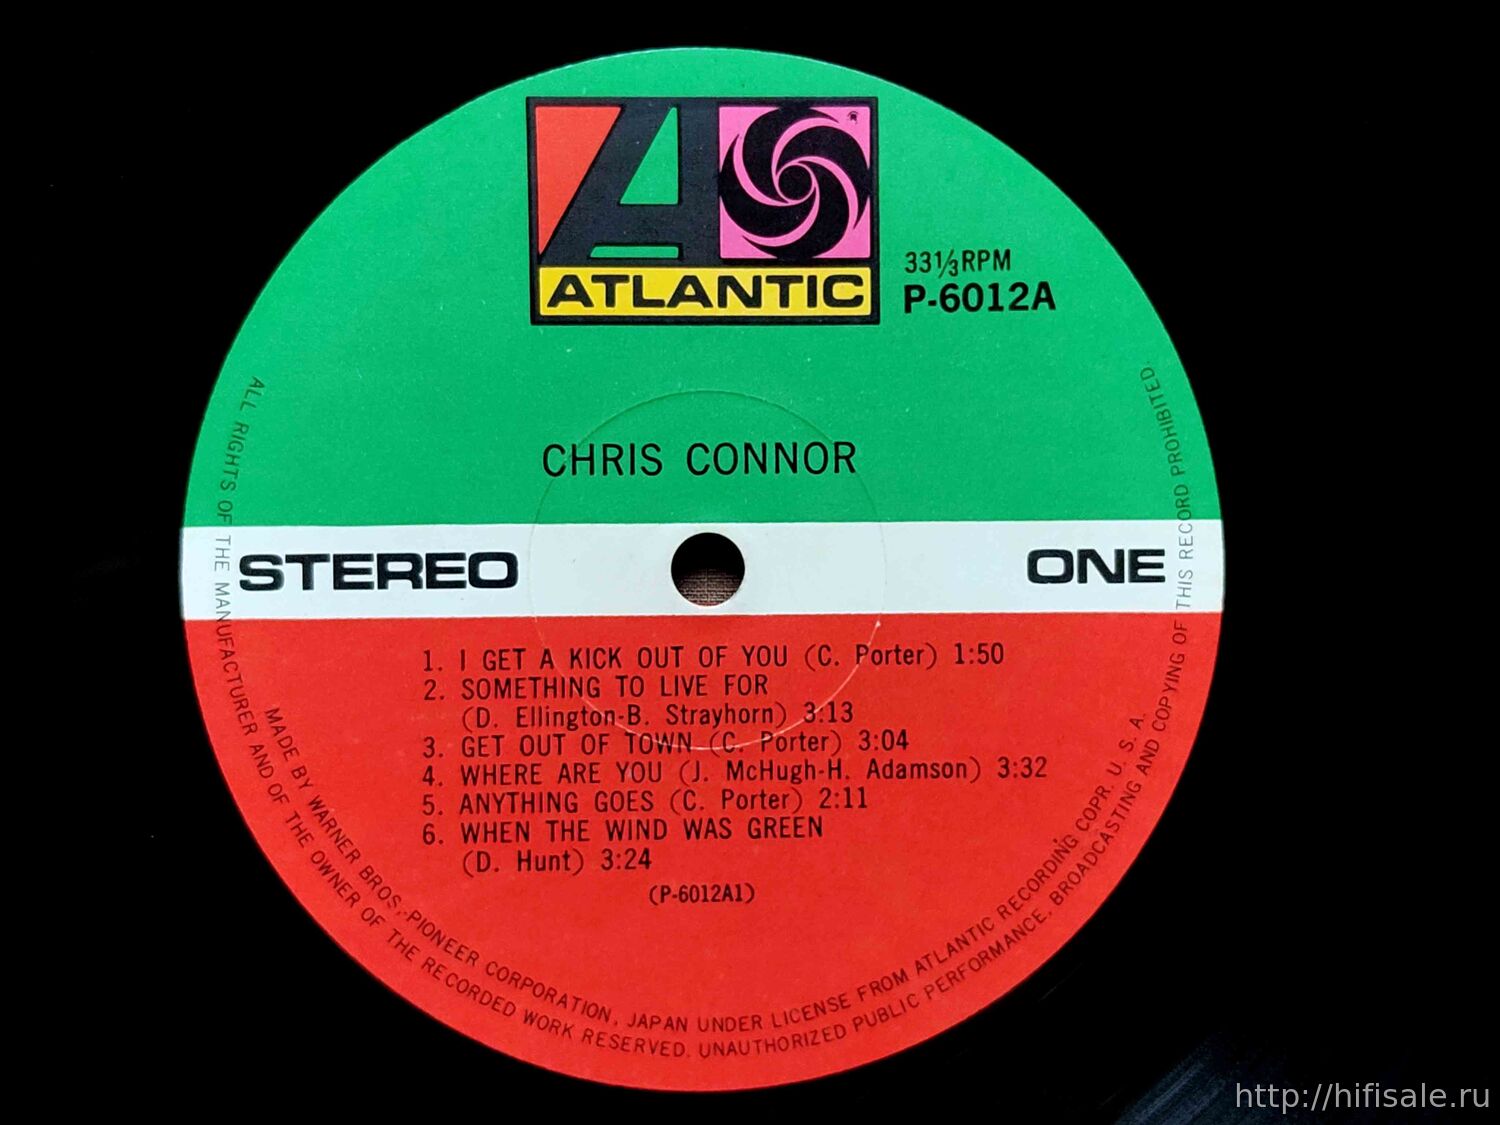 ATLANTIC
33⅓ RPM
P-6012A
CHRIS CONNOR
STEREO
ONE
1. I GET A KICK OUT OF YOU (C. Porter) 1:50
2. SOMETHING TO LIVE FOR
(D. Ellington-B. Strayhorn) 3:13
3. GET OUT OF TOWN (C. Porter) 3:04
4. WHERE ARE YOU (J. McHugh-H. Adamson) 3:32
5. ANYTHING GOES (C. Porter) 2:11
6. WHEN THE WIND WAS GREEN
(D. Hunt) 3:24
(P-6012A1)
MADE BY WARNER BROS.-PIONEER CORPORATION, JAPAN UNDER LICENSE FROM ATLANTIC RECORDING COPR. U. S. A.
ALL RIGHTS OF THE MANUFACTURER AND OF THE OWNER OF THE RECORDED WORK RESERVED. UNAUTHORIZED PUBLIC PERFORMANCE, BROADCASTING AND COPYING OF THIS RECORD PROHIBITED.
http://hifisale.ru